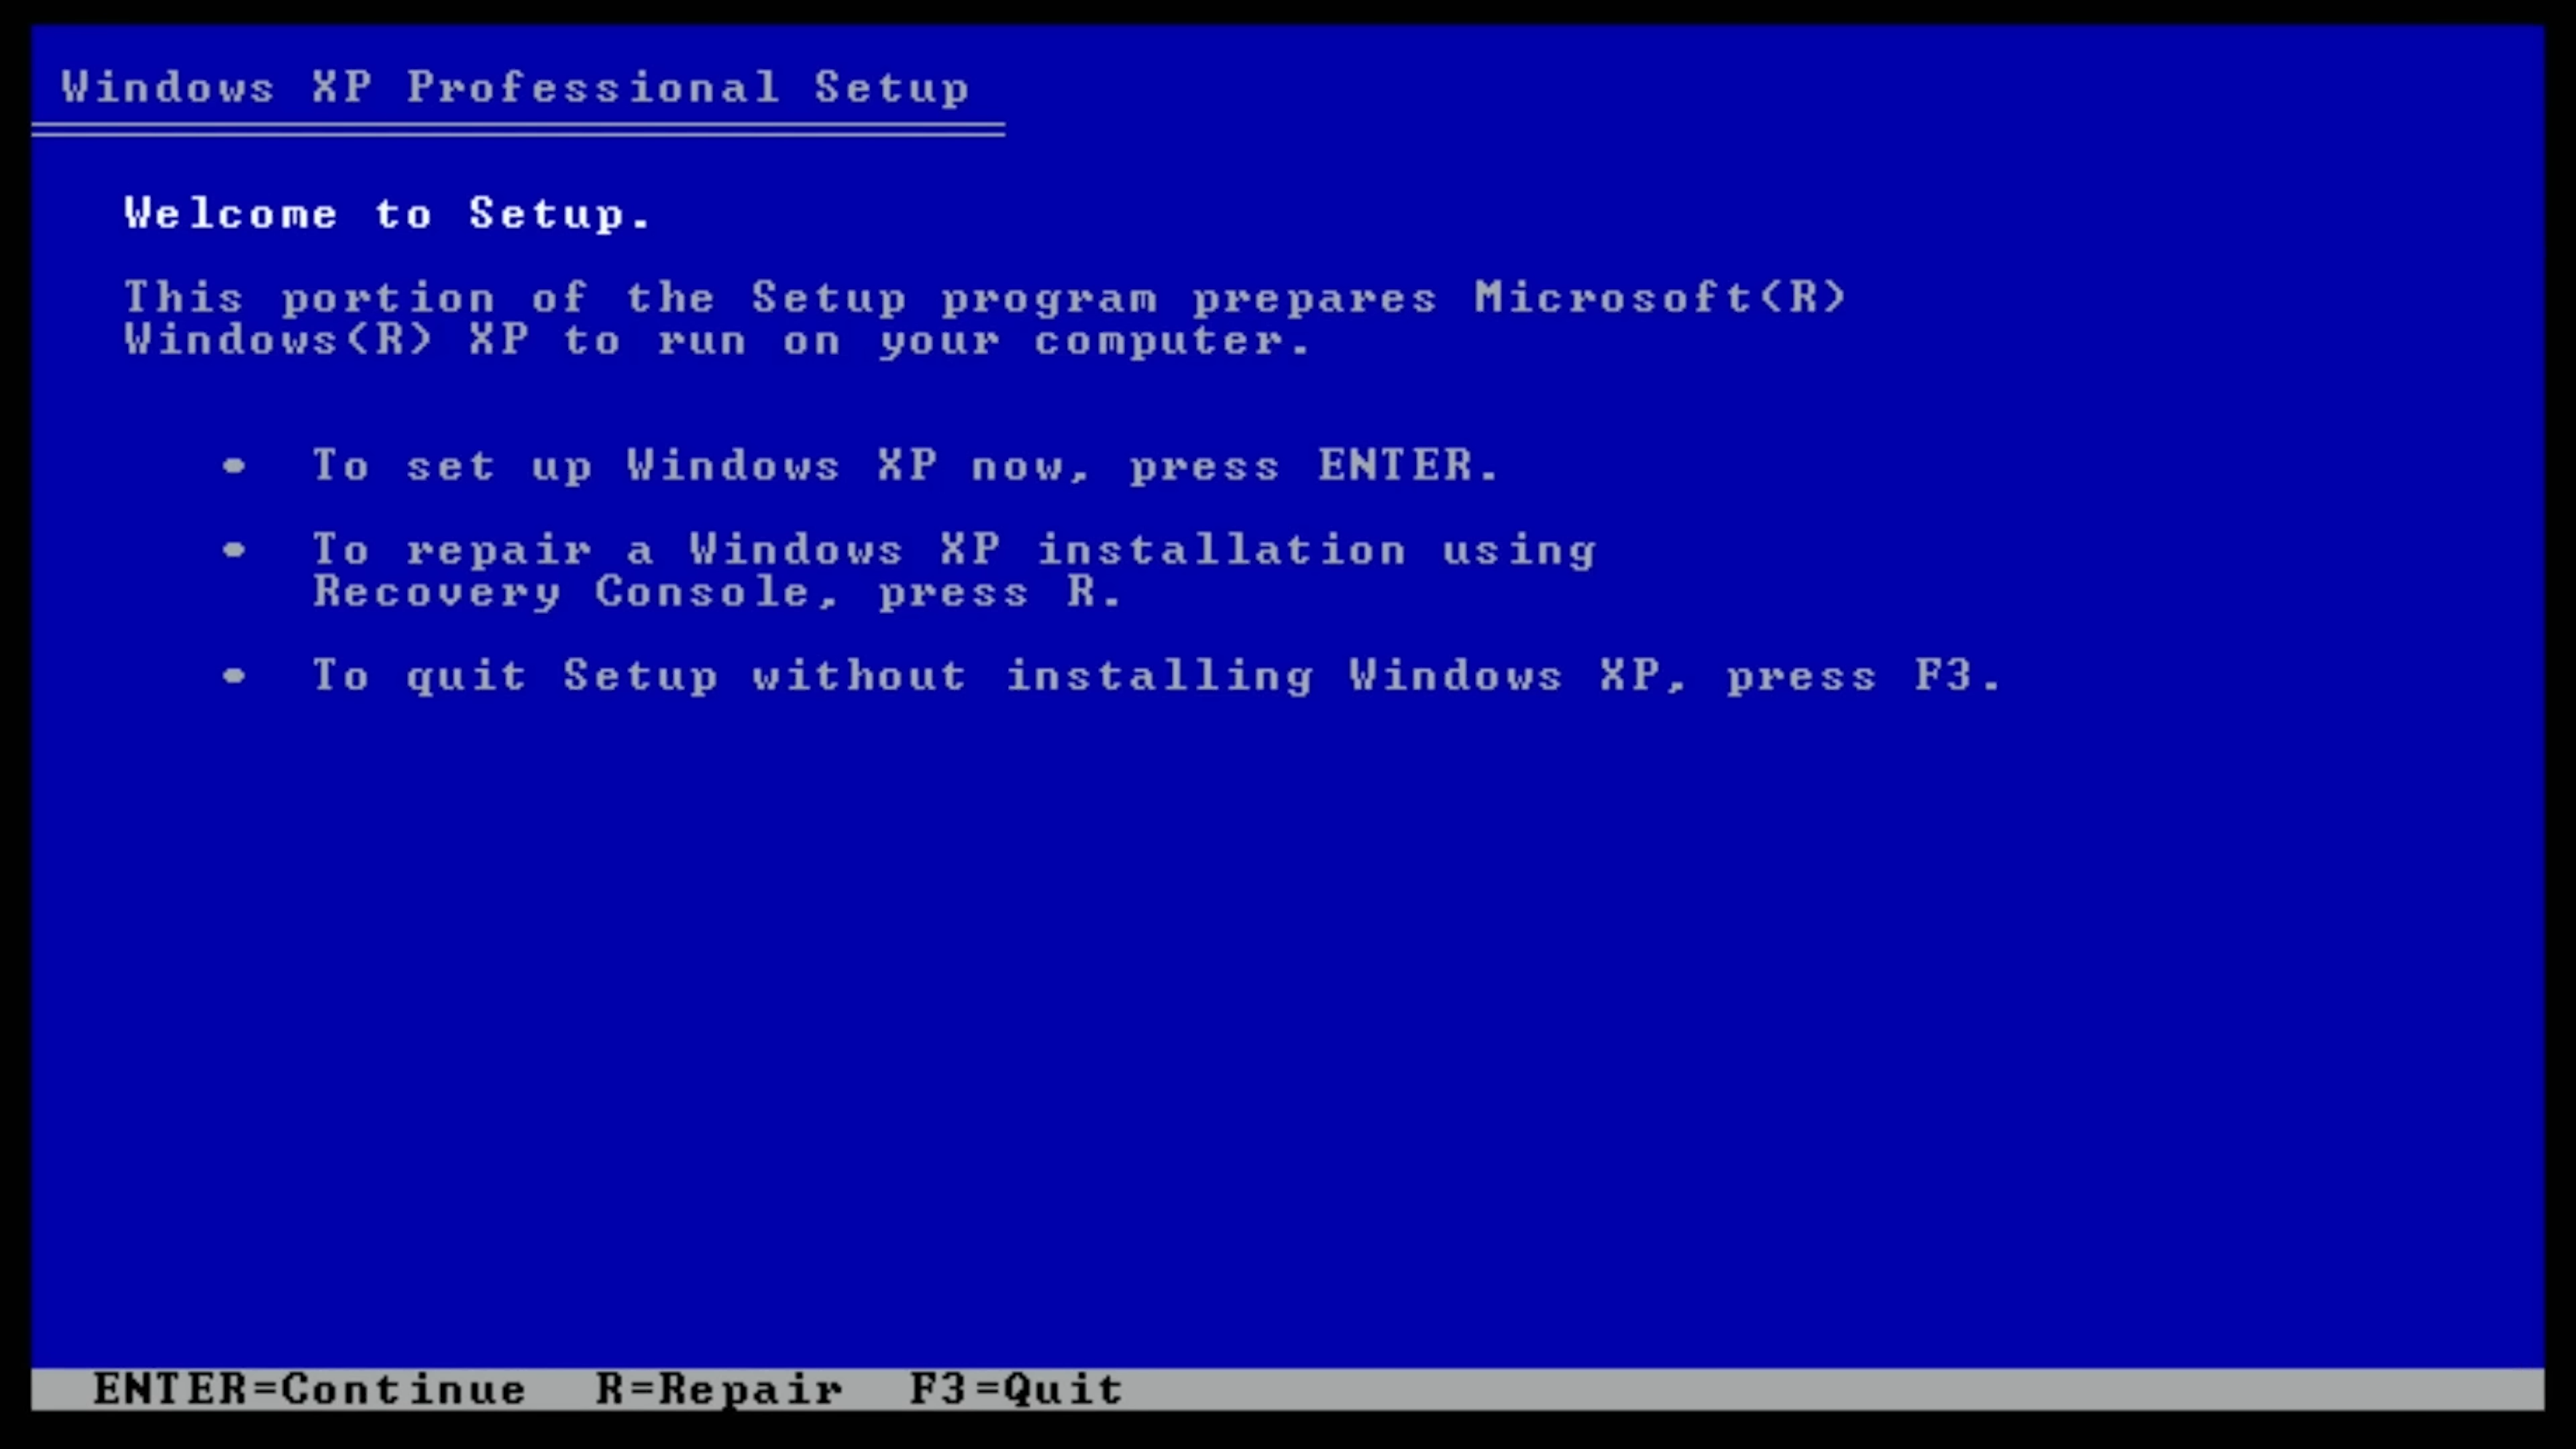 Windows XP Professional Setup
Welcome to Setup.
This portion of the Setup program prepares Microsoft(R)
Windows(R) XP to run on your computer.
• To set up Windows XP now, press ENTER.
• To repair a Windows XP installation using
Recovery Console, press R.
• To quit Setup without installing Windows XP, press F3.
ENTER=Continue R=Repair F3=Quit